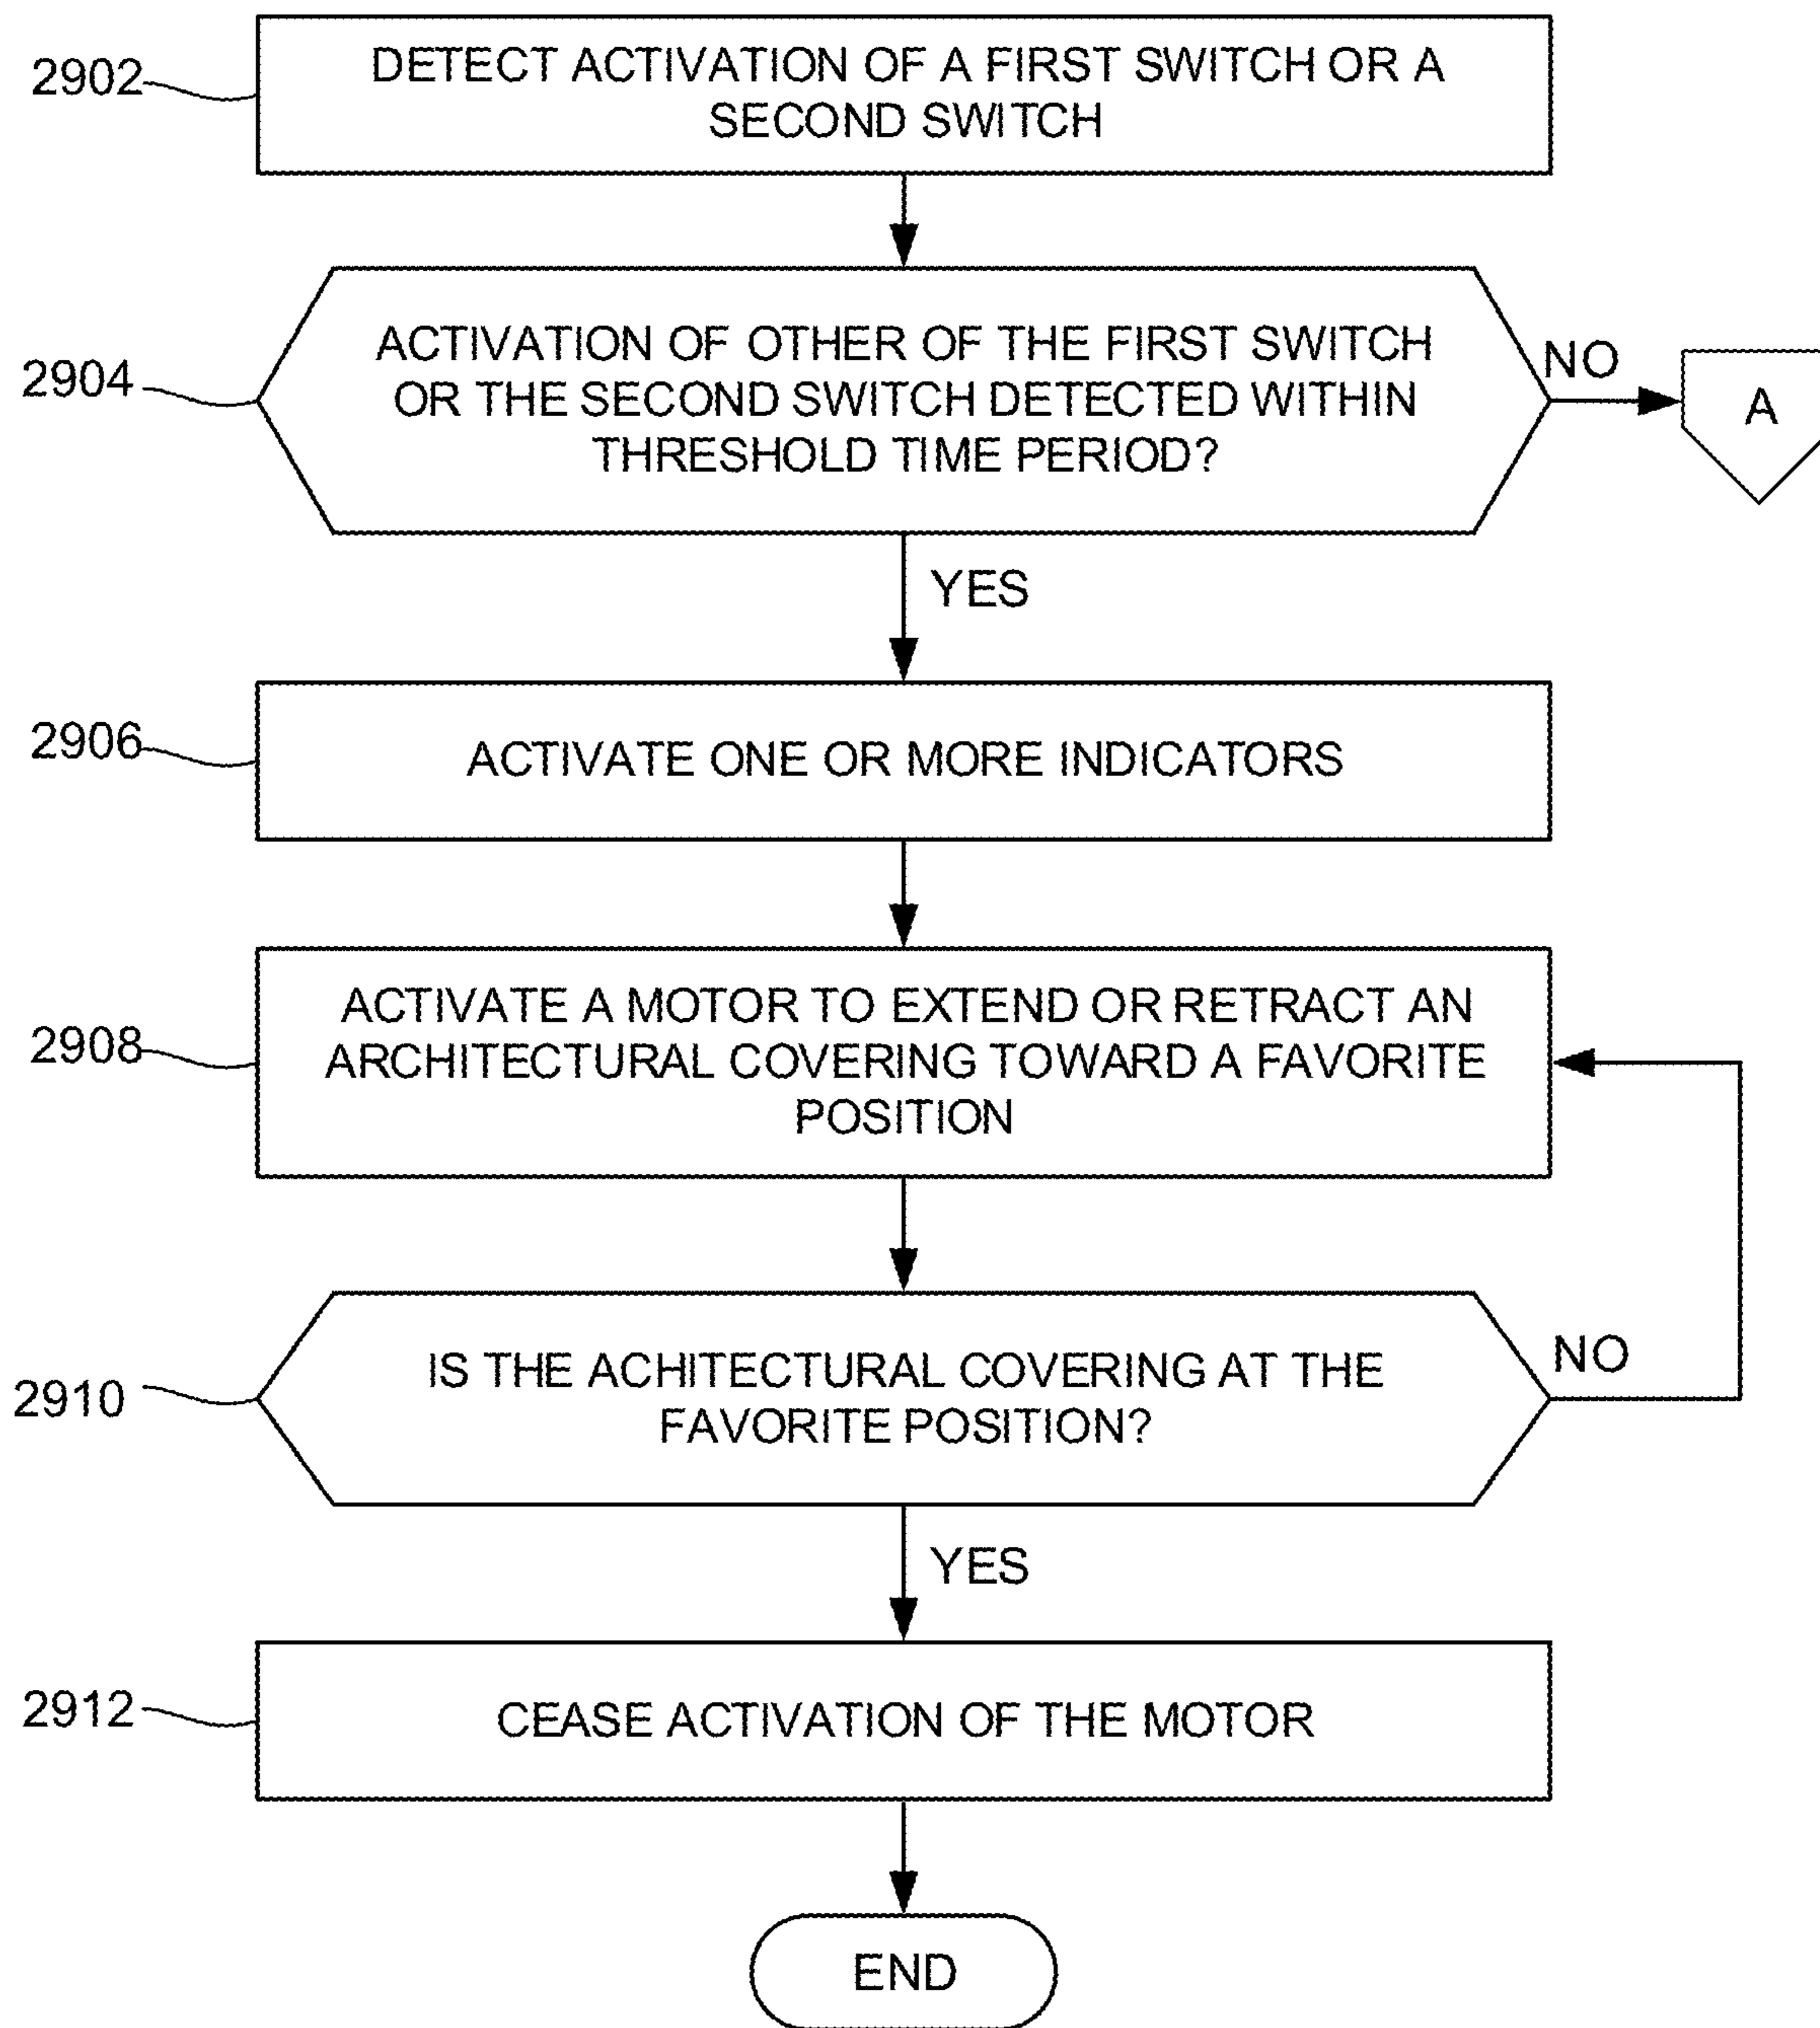 2902
DETECT ACTIVATION OF A FIRST SWITCH OR A
SECOND SWITCH
2904
ACTIVATION OF OTHER OF THE FIRST SWITCH
OR THE SECOND SWITCH DETECTED WITHIN
THRESHOLD TIME PERIOD?
NO
A
YES
2906
ACTIVATE ONE OR MORE INDICATORS
2908
ACTIVATE A MOTOR TO EXTEND OR RETRACT AN
ARCHITECTURAL COVERING TOWARD A FAVORITE
POSITION
2910
IS THE ACHITECTURAL COVERING AT THE
FAVORITE POSITION?
NO
YES
2912
CEASE ACTIVATION OF THE MOTOR
END